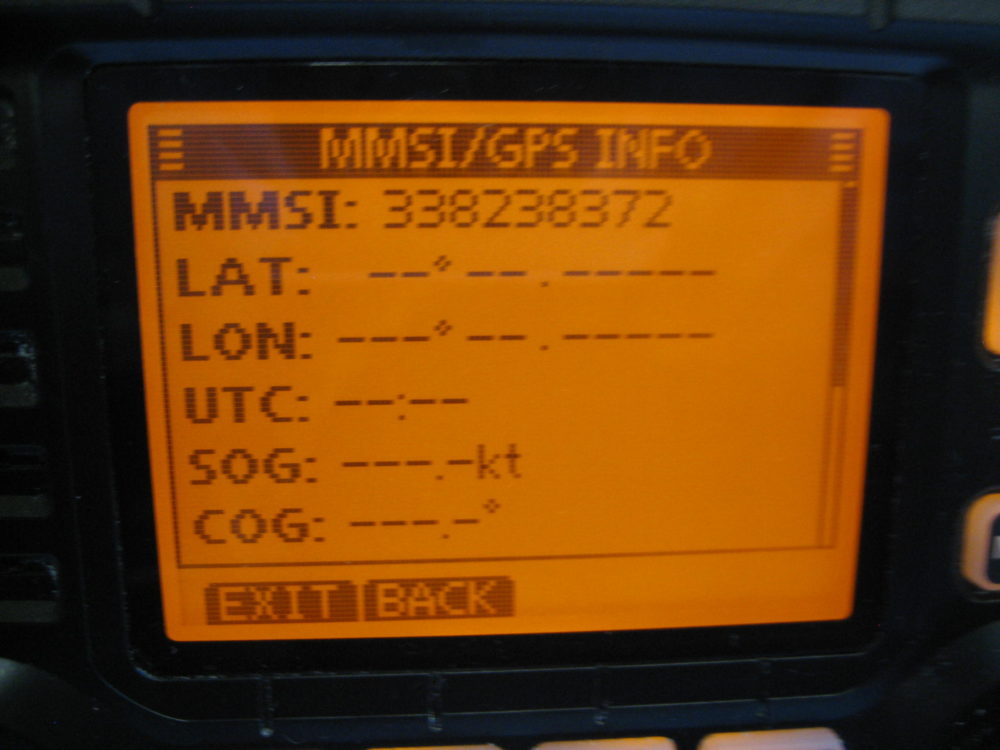 MMSI/GPS INFO
MMSI: 338238372
LAT: --°--.-----
LON: ---°--.-----
UTC: --:--
SOG: ---.-kt
COG: ---.-°
EXIT BACK